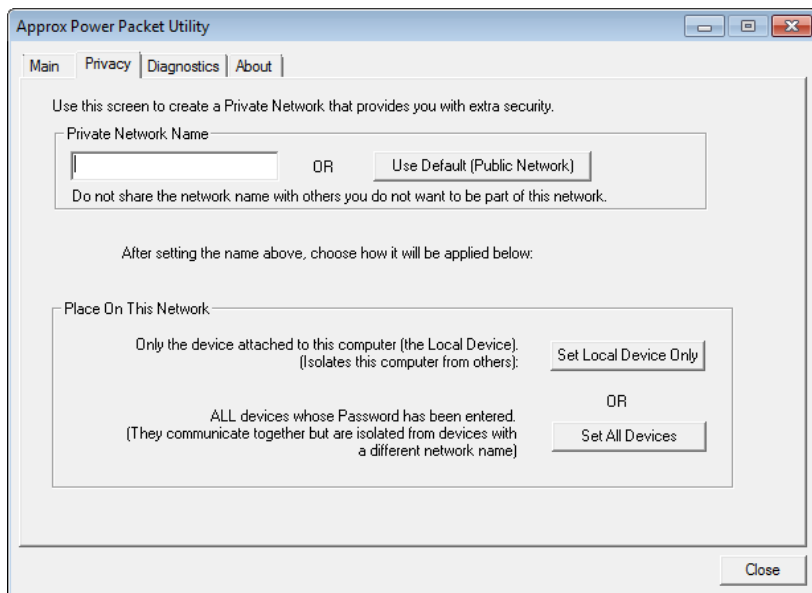 Approx Power Packet Utility
Main Privacy Diagnostics About
Use this screen to create a Private Network that provides you with extra security.
Private Network Name
OR Use Default (Public Network)
Do not share the network name with others you do not want to be part of this network.
After setting the name above, choose how it will be applied below:
Place On This Network
Only the device attached to this computer (the Local Device).
(Isolates this computer from others):
Set Local Device Only
OR
ALL devices whose Password has been entered.
(They communicate together but are isolated from devices with
a different network name)
Set All Devices
Close